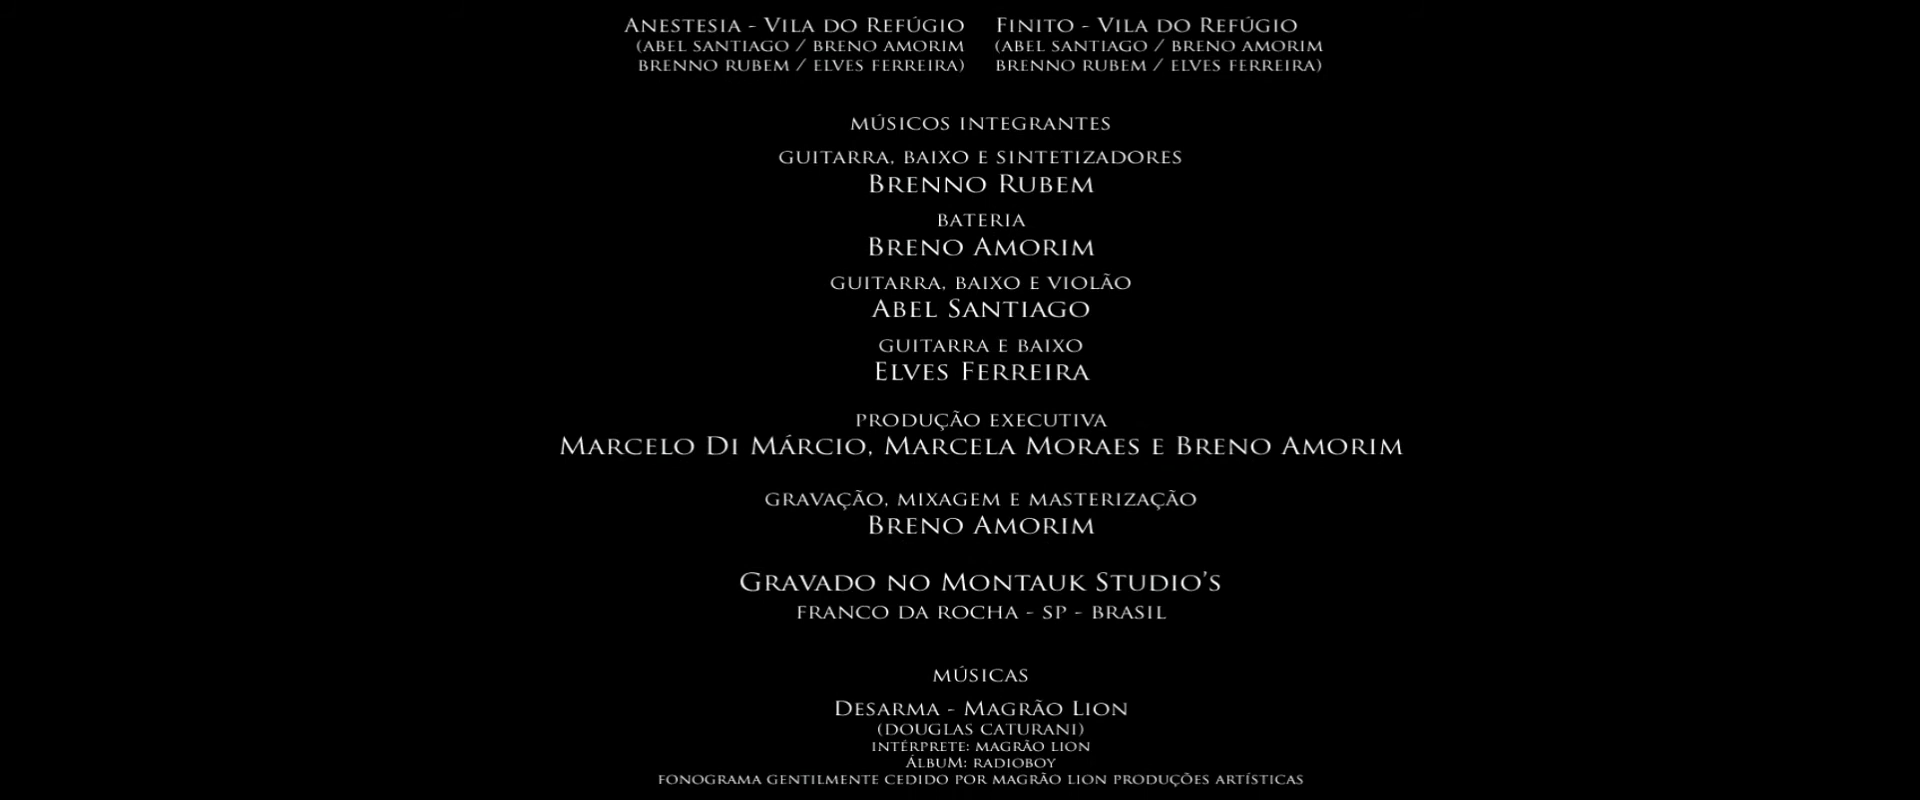 Anestesia - Vila do Refúgio
(Abel Santiago / Breno Amorim
Brenno Rubem / Elves Ferreira)
Finito - Vila do Refúgio
(Abel Santiago / Breno Amorim
Brenno Rubem / Elves Ferreira)
músicos integrantes
guitarra, baixo e sintetizadores
Brenno Rubem
bateria
Breno Amorim
guitarra, baixo e violão
Abel Santiago
guitarra e baixo
Elves Ferreira
produção executiva
Marcelo Di Márcio, Marcela Moraes e Breno Amorim
gravação, mixagem e masterização
Breno Amorim
Gravado no Montauk Studio's
Franco da Rocha - SP - Brasil
músicas
Desarma - Magrão Lion
(Douglas Caturani)
Intérprete: Magrão Lion
Álbum: Radioboy
Fonograma gentilmente cedido por Magrão Lion Produções Artísticas